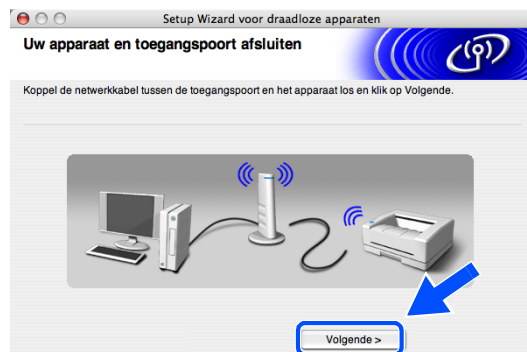 Setup Wizard voor draadloze apparaten
Uw apparaat en toegangspoort afsluiten
Koppel de netwerkkabel tussen de toegangspoort en het apparaat los en klik op Volgende.
Volgende >